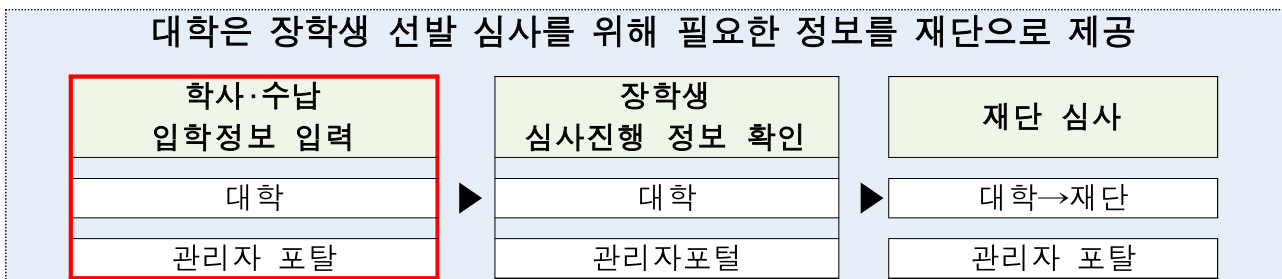 대학은 장학생 선발 심사를 위해 필요한 정보를 재단으로 제공
학사·수납
입학정보 입력
장학생
심사진행 정보 확인
재단 심사
대학
▶
대학
▶
대학→재단
관리자 포탈
관리자포털
관리자 포탈